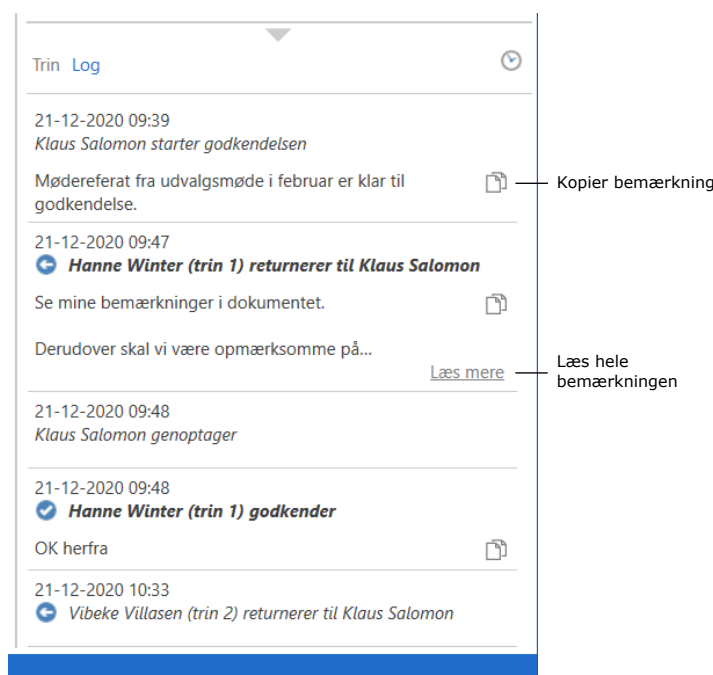 Trin Log
21-12-2020 09:39
Klaus Salomon starter godkendelsen
Mødereferat fra udvalgsmøde i februar er klar til
godkendelse.
Kopier bemærkning
21-12-2020 09:47
Hanne Winter (trin 1) returnerer til Klaus Salomon
Se mine bemærkninger i dokumentet.
Derudover skal vi være opmærksomme på...
Læs mere
Læs hele
bemærkningen
21-12-2020 09:48
Klaus Salomon genoptager
21-12-2020 09:48
Hanne Winter (trin 1) godkender
OK herfra
21-12-2020 10:33
Vibeke Villasen (trin 2) returnerer til Klaus Salomon